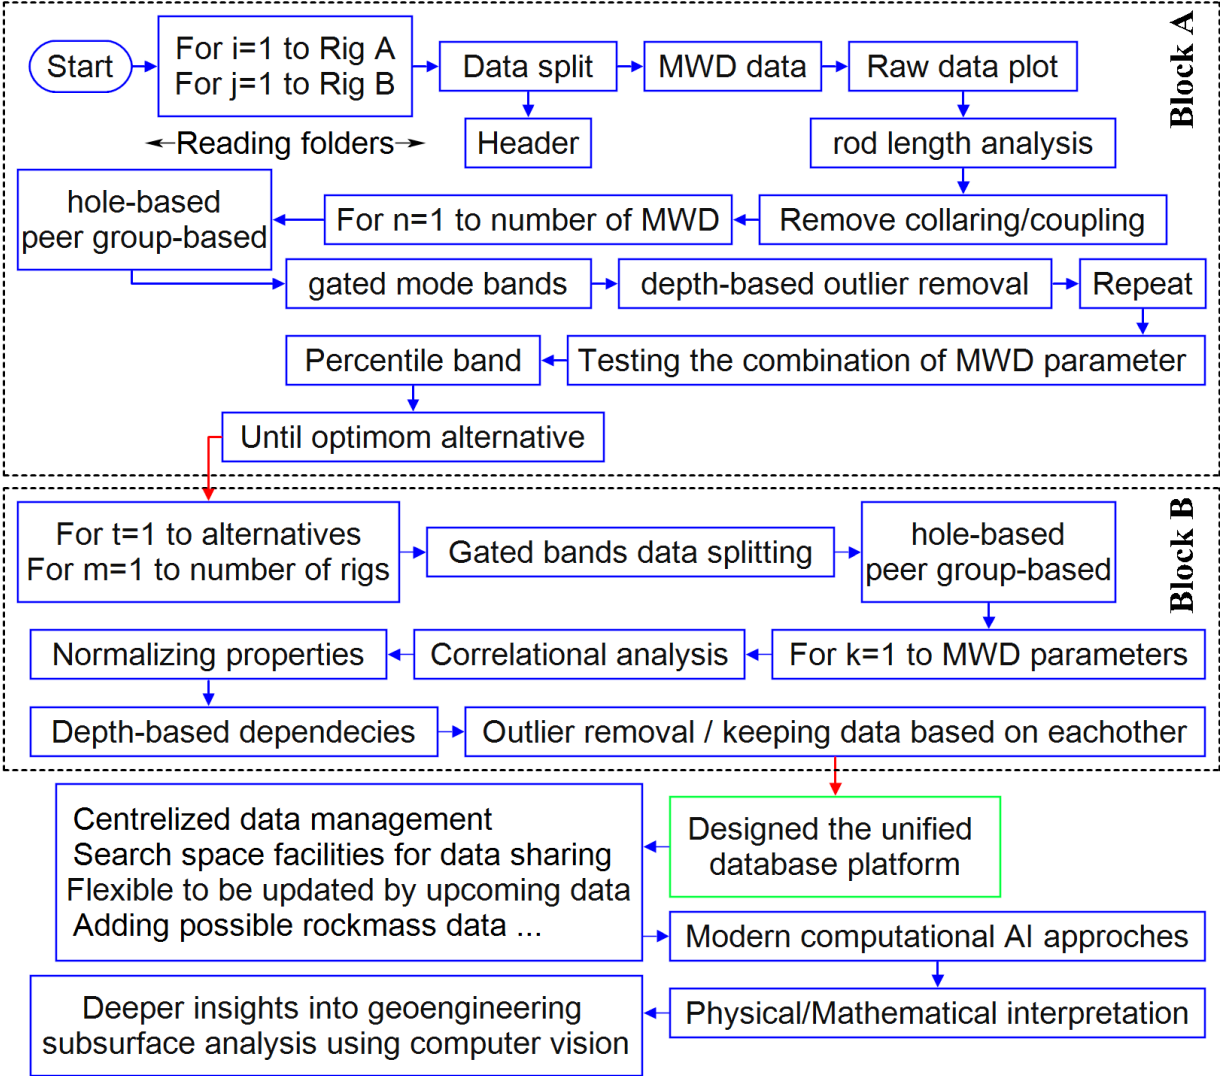 Start
For i=1 to Rig A
For j=1 to Rig B
Data split
MWD data
Raw data plot
Block A
Reading folders
Header
rod length analysis
hole-based
peer group-based
For n=1 to number of MWD
Remove collaring/coupling
gated mode bands
depth-based outlier removal
Repeat
Percentile band
Testing the combination of MWD parameter
Until optimom alternative
For t=1 to alternatives
For m=1 to number of rigs
Gated bands data splitting
hole-based
peer group-based
Block B
Normalizing properties
Correlational analysis
For k=1 to MWD parameters
Depth-based dependecies
Outlier removal / keeping data based on eachother
Centrelized data management
Search space facilities for data sharing
Flexible to be updated by upcoming data
Adding possible rockmass data ...
Designed the unified
database platform
Modern computational AI approches
Deeper insights into geoengineering
subsurface analysis using computer vision
Physical/Mathematical interpretation